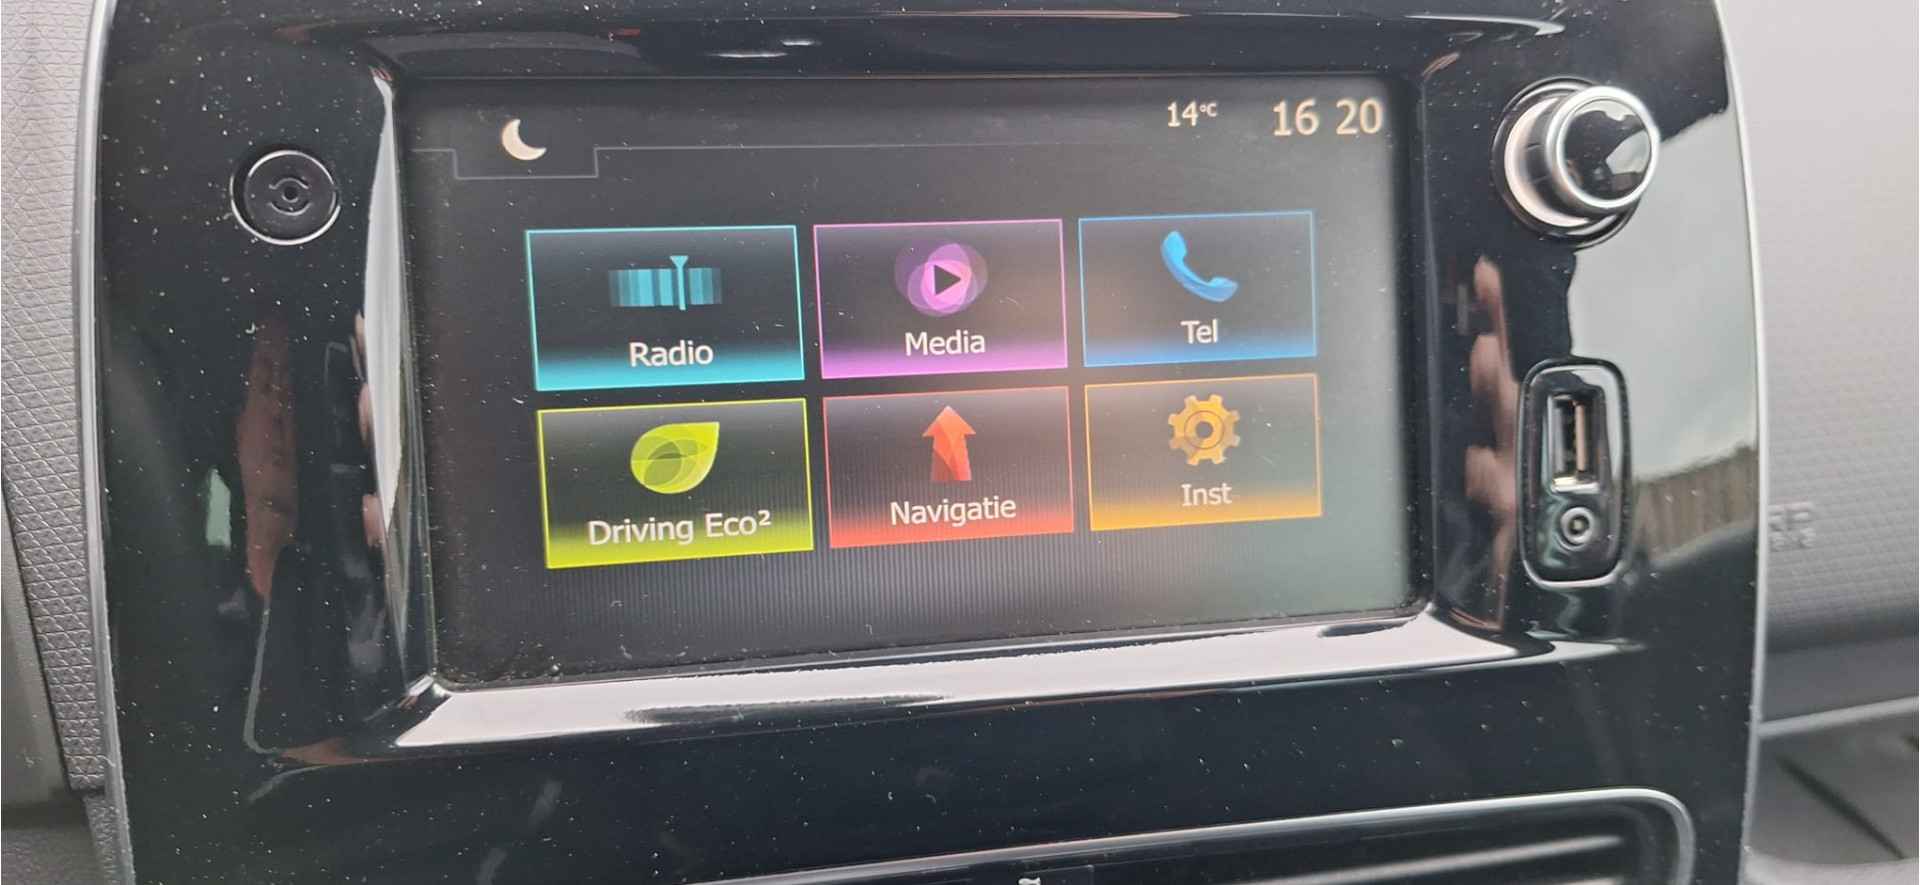 14°C 16 20
Radio
Media
Tel
Driving Eco²
Navigatie
Inst